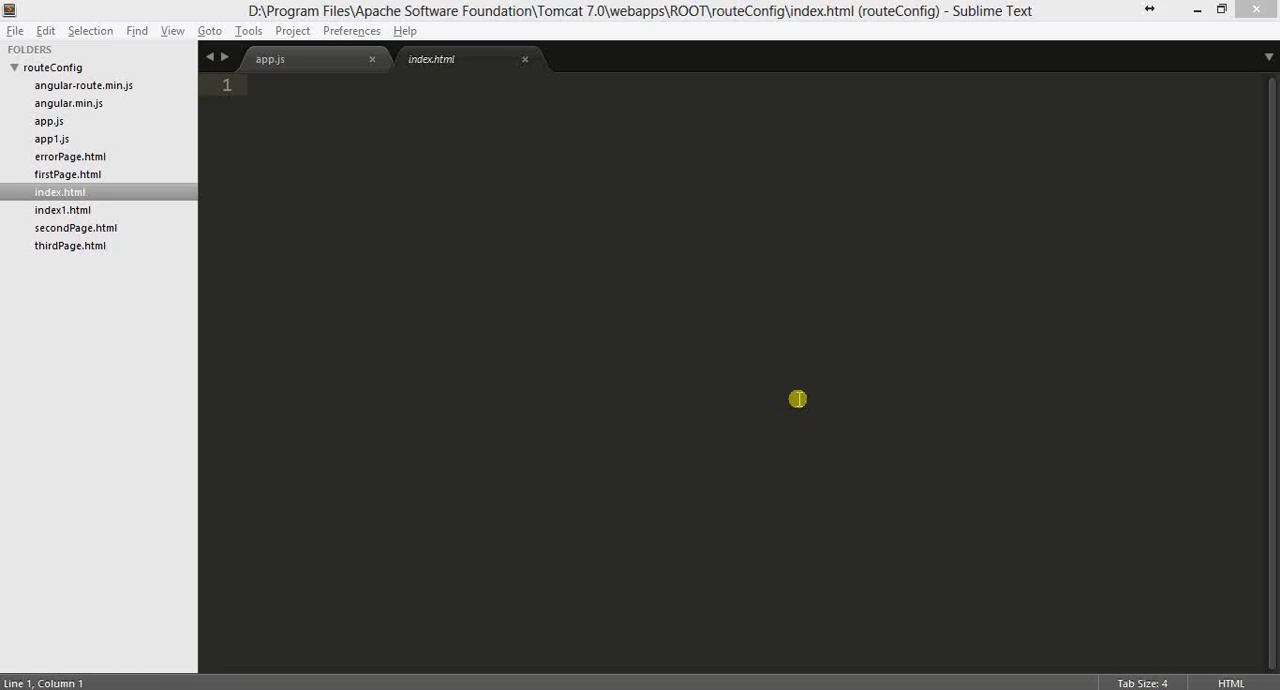 D:\Program Files\Apache Software Foundation\Tomcat 7.0\webapps\ROOT\routeConfig\index.html (routeConfig) - Sublime Text
File Edit Selection Find View Goto Tools Project Preferences Help
FOLDERS
routeConfig
angular-route.min.js
angular.min.js
app.js
app1.js
errorPage.html
firstPage.html
index.html
index1.html
secondPage.html
thirdPage.html
app.js index.html
1
Line 1, Column 1 Tab Size: 4 HTML